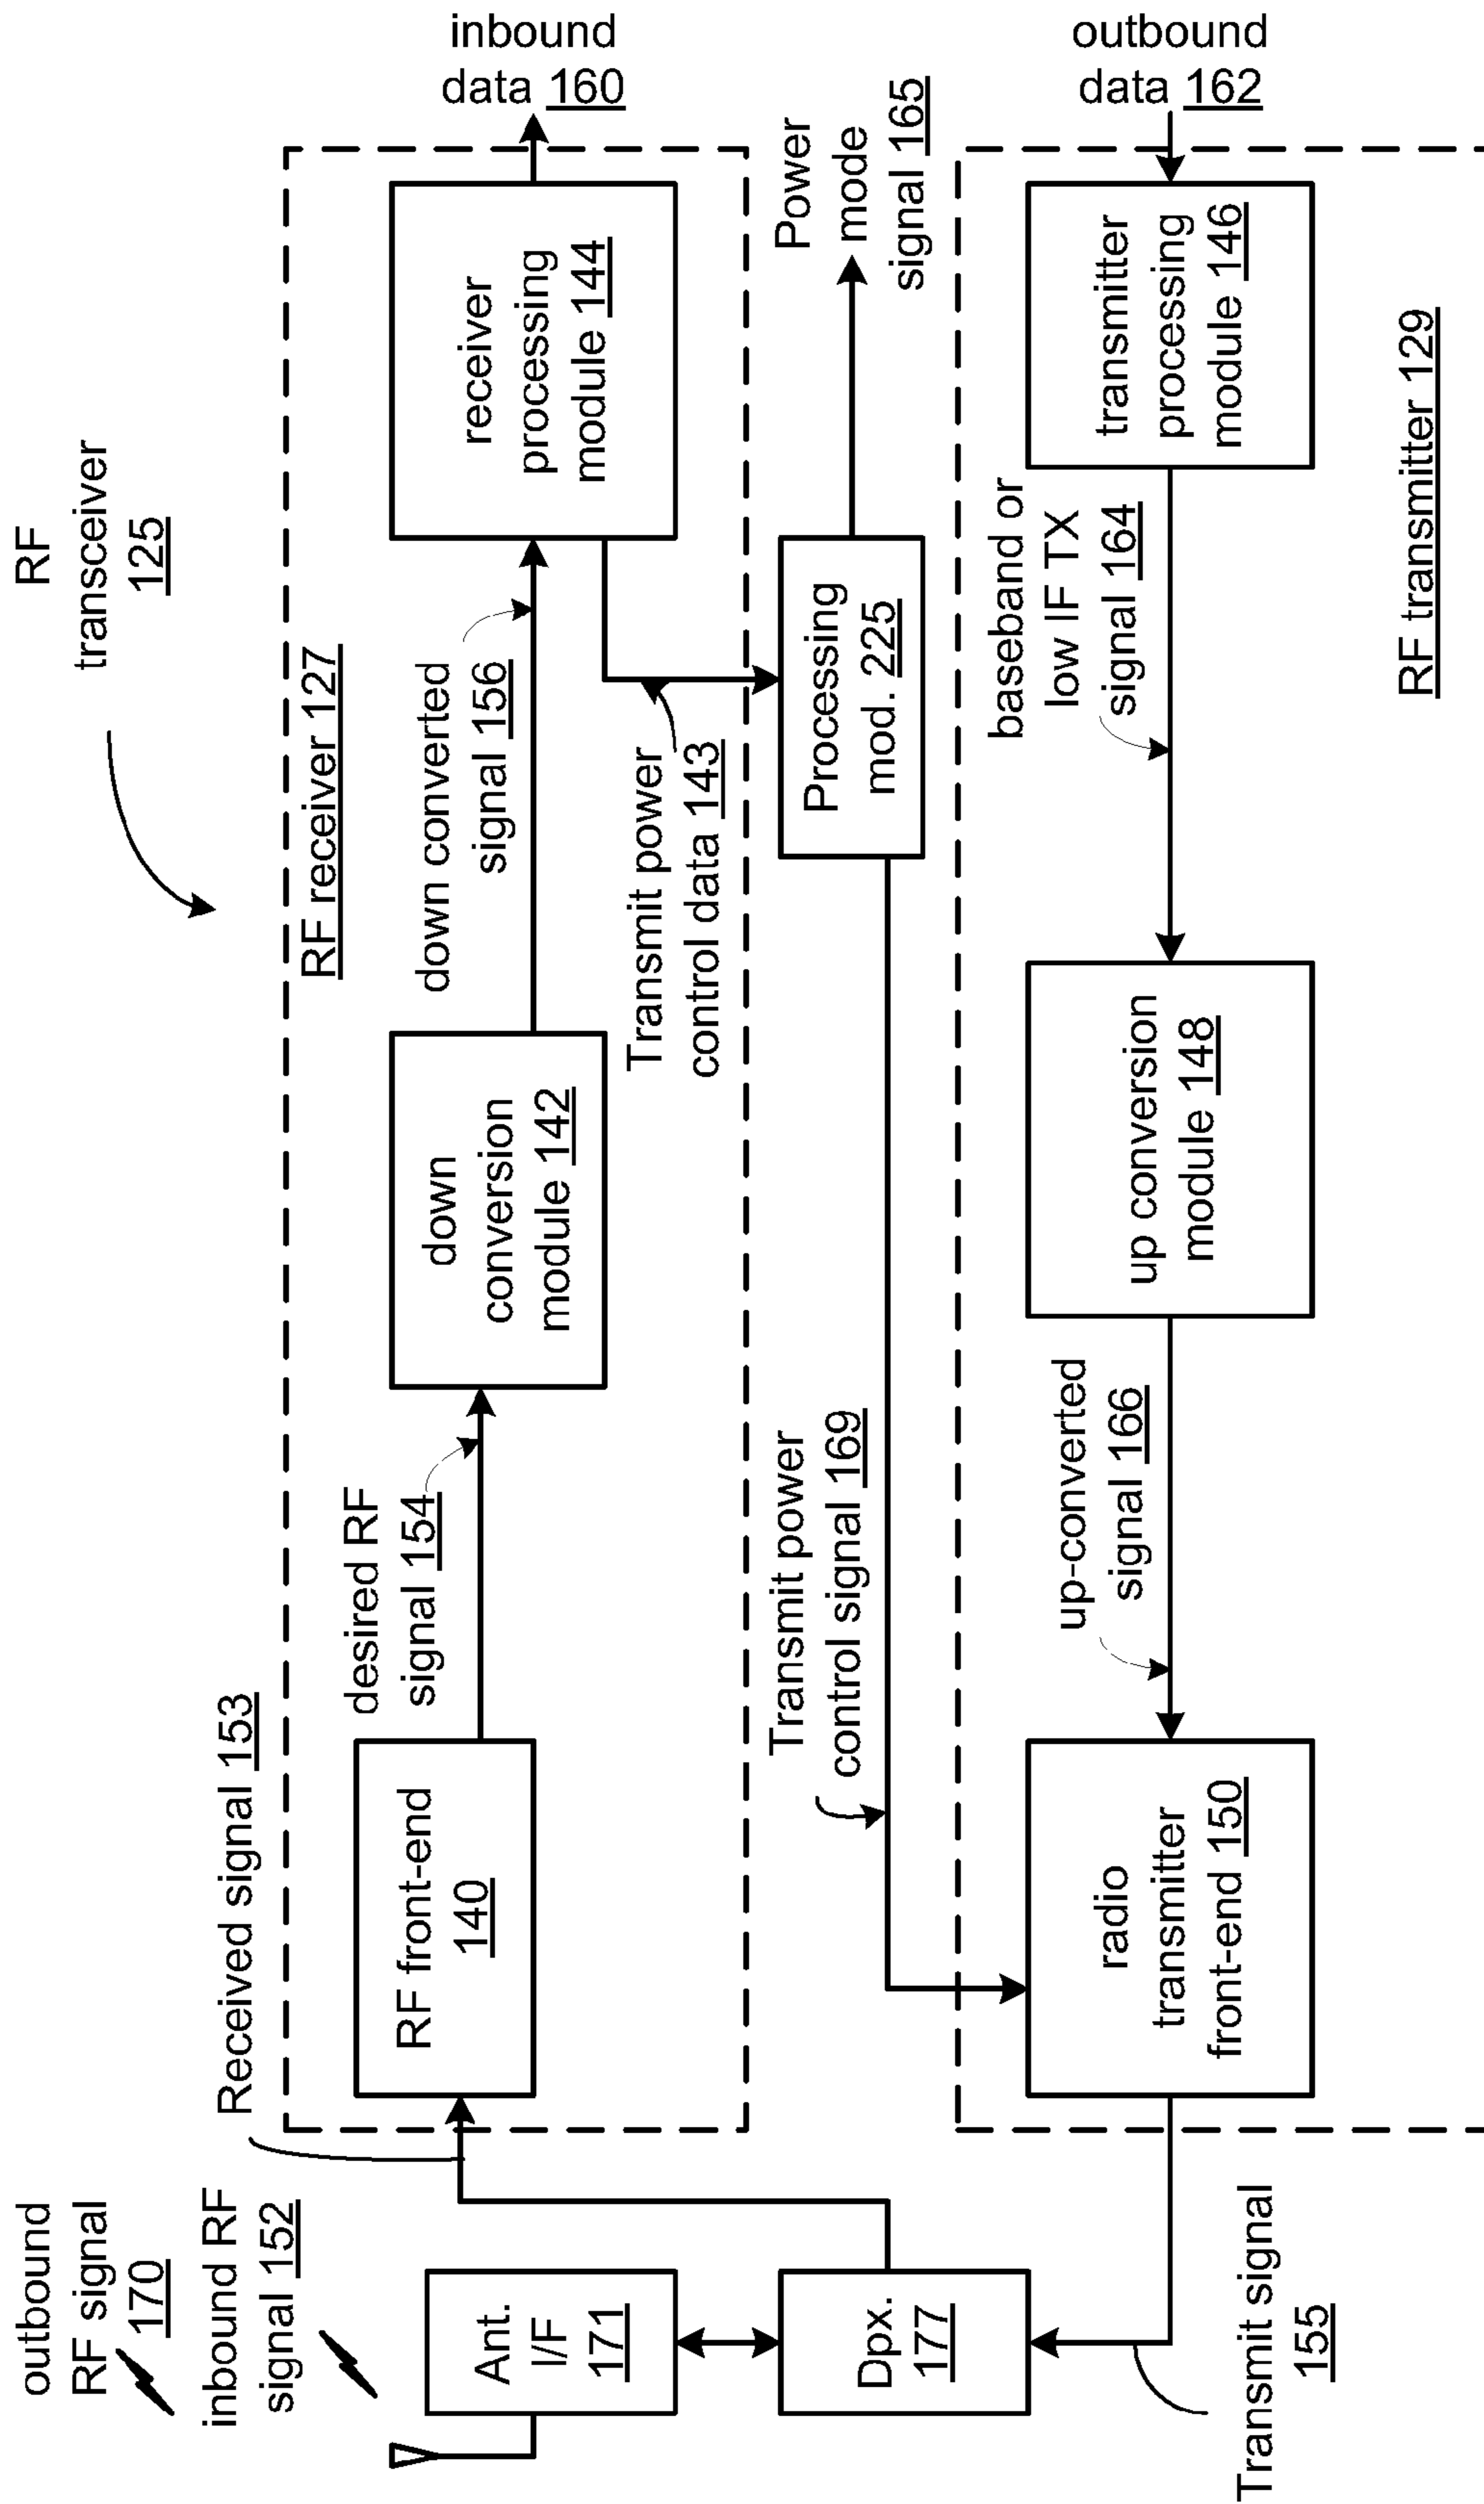 RF
transceiver
125
outbound
RF signal
170
inbound RF
signal 152
Received signal 153
RF receiver 127
RF front-end
140
desired RF
signal 154
down
conversion
module 142
down converted
signal 156
receiver
processing
module 144
inbound
data 160
Transmit power
control data 143
Ant.
I/F
171
Dpx.
177
Transmit power
control signal 169
Processing
mod. 225
Power
mode
signal 165
Transmit signal
155
radio
transmitter
front-end 150
up-converted
signal 166
up conversion
module 148
baseband or
low IF TX
signal 164
transmitter
processing
module 146
outbound
data 162
RF transmitter 129